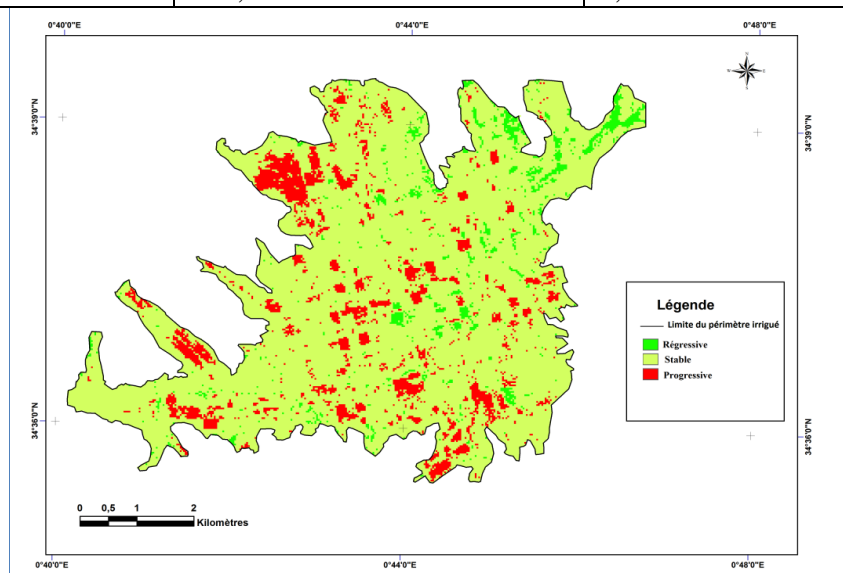 0°40'0"E 0°44'0"E 0°48'0"E
34°39'0"N
34°39'0"N
Légende
Limite du périmètre irrigué
Régressive
Stable
Progressive
34°36'0"N
34°36'0"N
0 0,5 1 2
Kilomètres
0°40'0"E 0°44'0"E 0°48'0"E